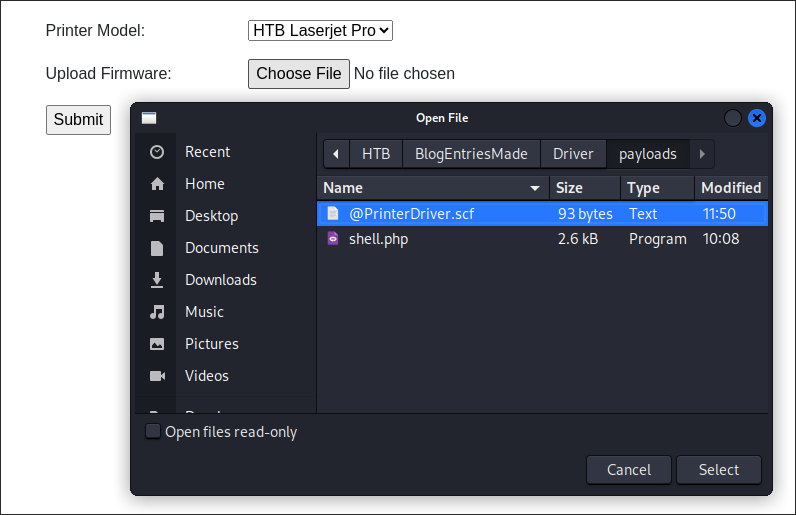 Printer Model: HTB Laserjet Pro
Upload Firmware: Choose File No file chosen
Submit
Open File
Recent
Home
Desktop
Documents
Downloads
Music
Pictures
Videos
HTB BlogEntriesMade Driver payloads
Name Size Type Modified
@PrinterDriver.scf 93 bytes Text 11:50
shell.php 2.6 kB Program 10:08
Open files read-only
Cancel Select